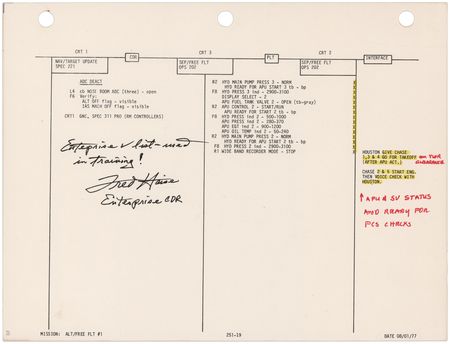 CRT 1
CRT 3
CRT 2
CDR
PLT
INTERFACE
NAV/TARGET UPDATE
SPEC 221
SEP/FREE FLT
OPS 202
SEP/FREE FLT
OPS 202
ADC DEACT
L4 cb NOSE BOOM ADC (three) - open
F6 Verify:
ALT OFF flag - visible
IAS MACH OFF flag - visible
CRT1 GNC, SPEC 311 PRO (RM CONTROLLERS)
Enterprise checklist used
in training!
Fred Haise
Enterprise CDR
R2 HYD MAIN PUMP PRESS 3 - NORM
HYD READY FOR APU START 3 tb - bp
F8 HYD PRESS 3 ind - 2900-3100
DISPLAY SELECT - 2
APU FUEL TANK VALVE 2 - OPEN (tb-gray)
R2 APU CONTROL 2 - START/RUN
HYD READY FOR APU START 2 tb - bp
F8 HYD PRESS 2 ind - 500-1000
APU PRESS ind 2 -
APU EGT ind 2 - 900-1200
APU OIL TEMP ind 2 - 50-240
R2 HYD MAIN PUMP PRESS 2 - NORM
HYD READY FOR APU START 2 tb - bp
F8 HYD PRESS 2 ind - 2900-3100
R1 WIDE BAND RECORDER MODE - STOP
HOUSTON GIVE CHASE
1,3 & 4 GO FOR TAKEOFF
(AFTER APU ACT.)
ON TWR
CLEARANCE
CHASE 2 & 5 START ENG.
THEN VOICE CHECK WITH
HOUSTON.
↑ APU & SV STATUS
AND READY FOR
FCS CHECKS
MISSION: ALT/FREE FLT #1
2S1-19
DATE 08/01/77